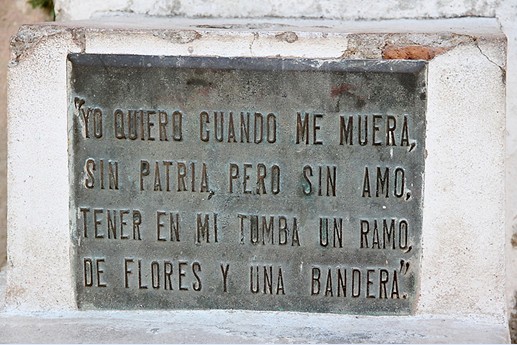 "YO QUIERO CUANDO ME MUERA,
SIN PATRIA, PERO SIN AMO,
TENER EN MI TUMBA UN RAMO,
DE FLORES Y UNA BANDERA."